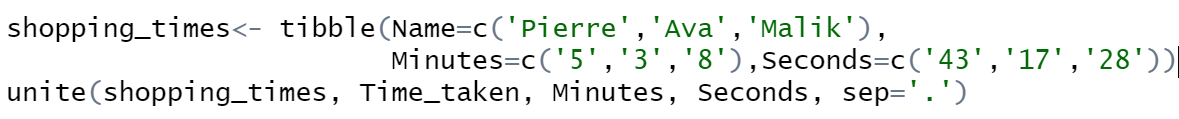 shopping_times<- tibble(Name=c('Pierre','Ava','Malik'),
Minutes=c('5','3','8'),Seconds=c('43','17','28'))
unite(shopping_times, Time_taken, Minutes, Seconds, sep='.')